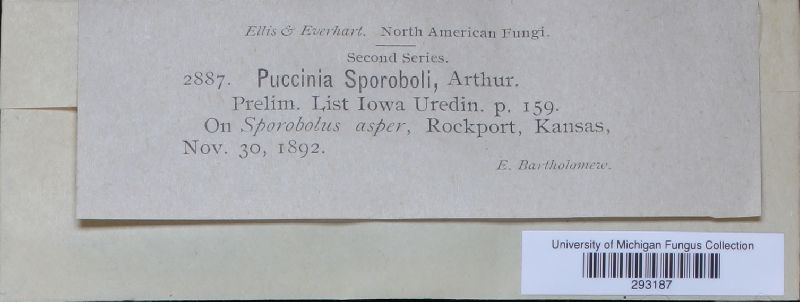 Ellis & Everhart. North American Fungi.
Second Series.
2887. Puccinia Sporoboli, Arthur.
Prelim. List Iowa Uredin. p. 159.
On Sporobolus asper, Rockport, Kansas,
Nov. 30, 1892.
E. Bartholomew.
University of Michigan Fungus Collection
293187